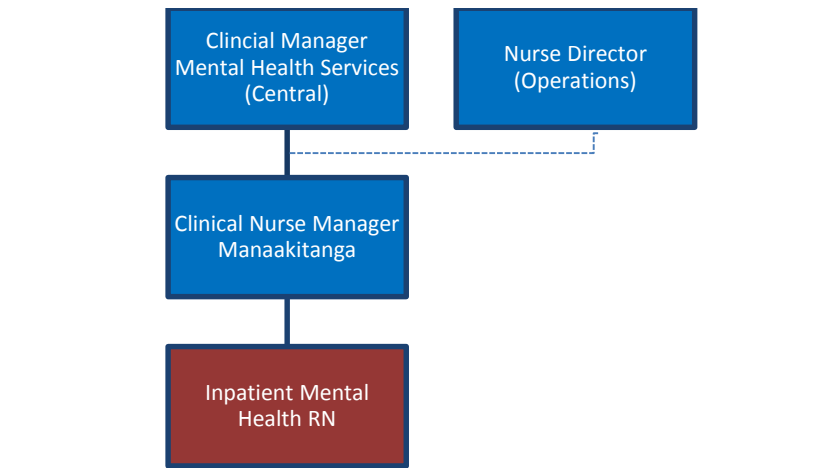 Clincial Manager
Mental Health Services
(Central)
Nurse Director
(Operations)
Clinical Nurse Manager
Manaakitanga
Inpatient Mental
Health RN